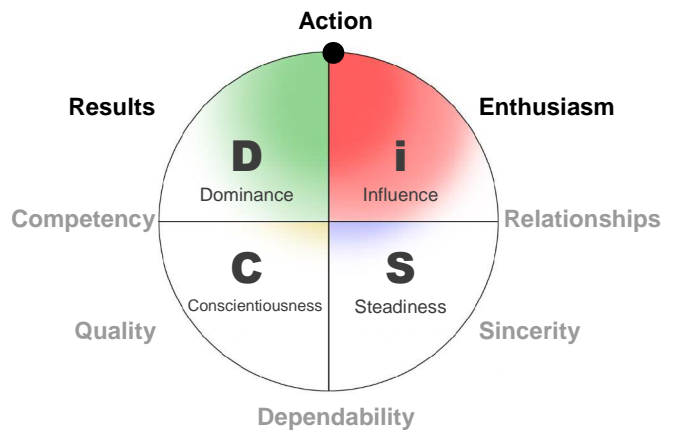 Action
Results
Enthusiasm
D
i
Dominance
Influence
Competency
Relationships
C
S
Conscientiousness
Steadiness
Quality
Sincerity
Dependability